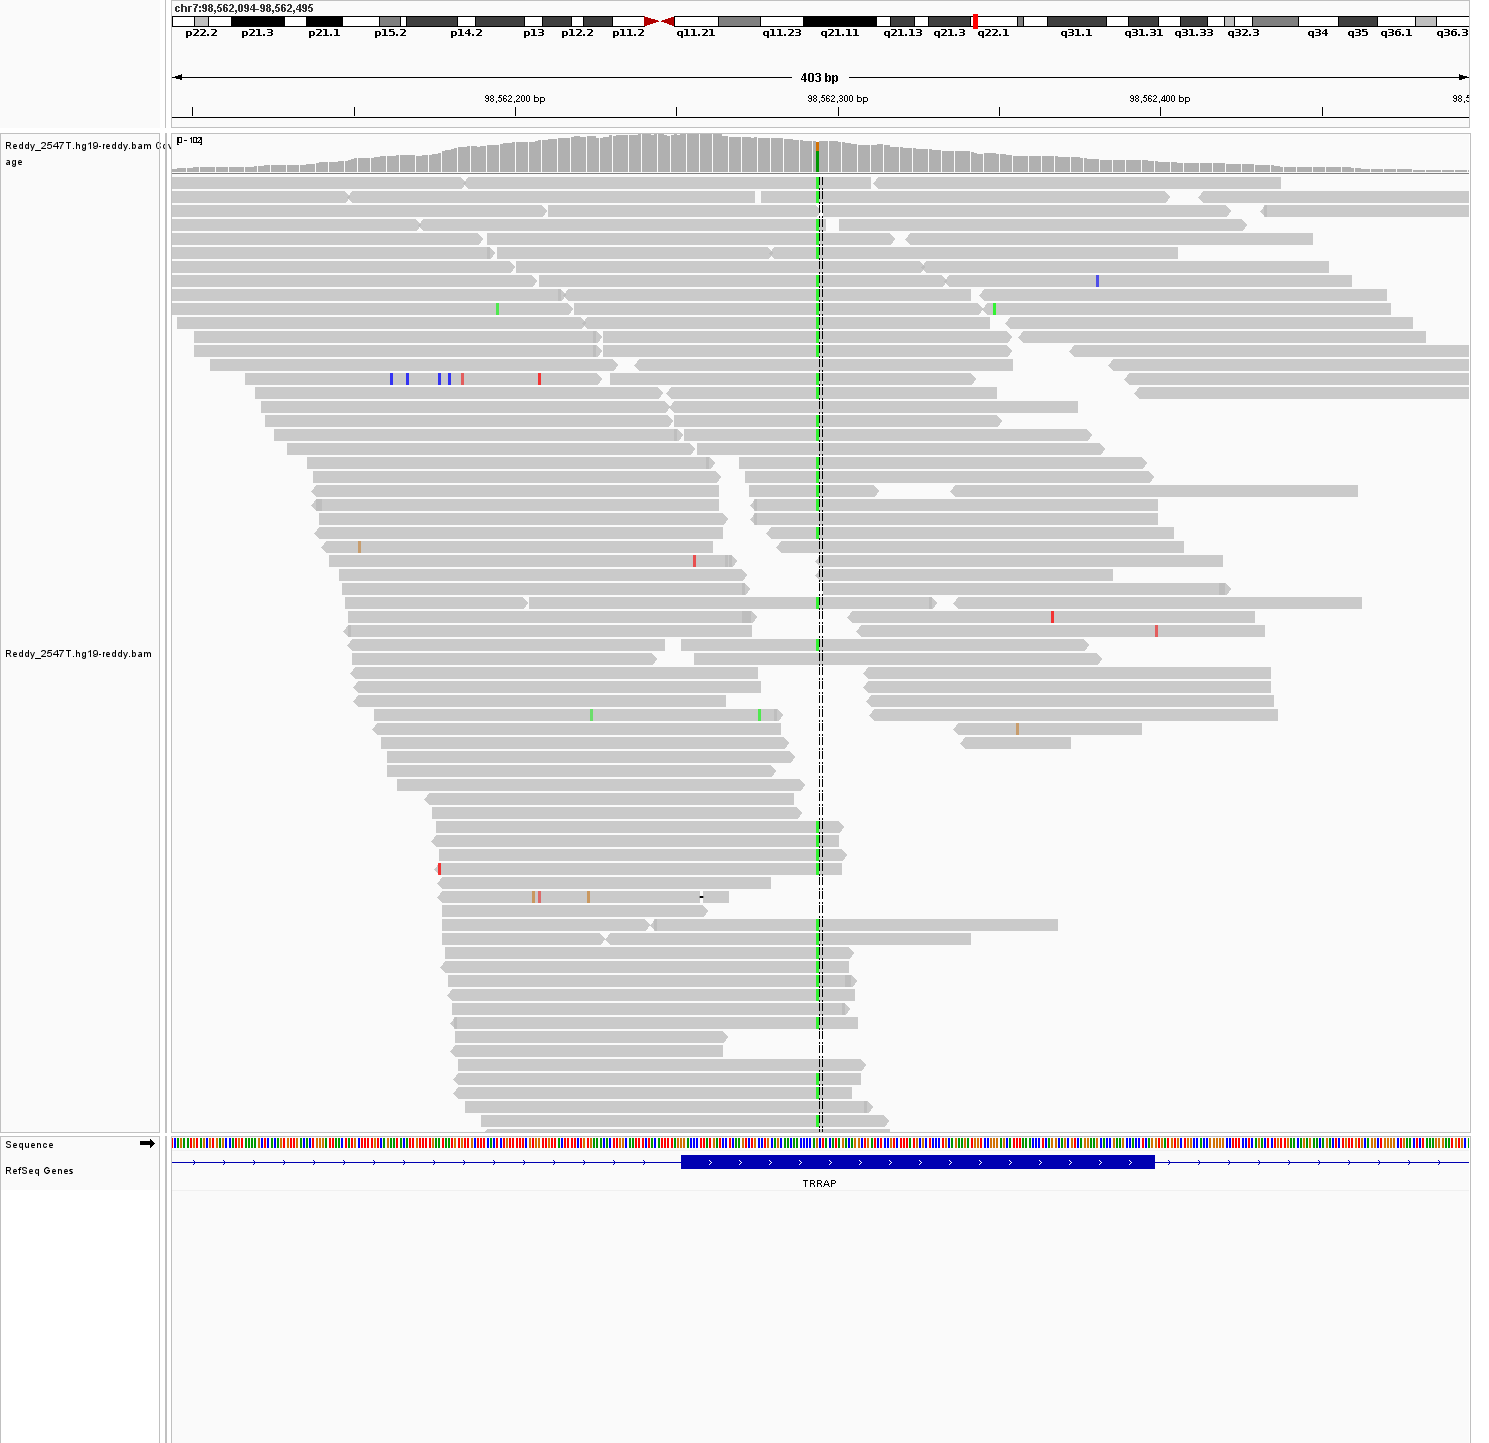 chr7:98,562,094-98,562,495
p22.2 p21.3 p21.1 p15.2 p14.2 p13 p12.2 p11.2 q11.21 q11.23 q21.11 q21.13 q21.3 q22.1 q31.1 q31.31 q31.33 q32.3 q34 q35 q36.1 q36.3
403 bp
98,562,200 bp 98,562,300 bp 98,562,400 bp 98,5
[0 - 102]
Reddy_2547T.hg19-reddy.bam Cov
age
Reddy_2547T.hg19-reddy.bam
Sequence
RefSeq Genes
TRRAP